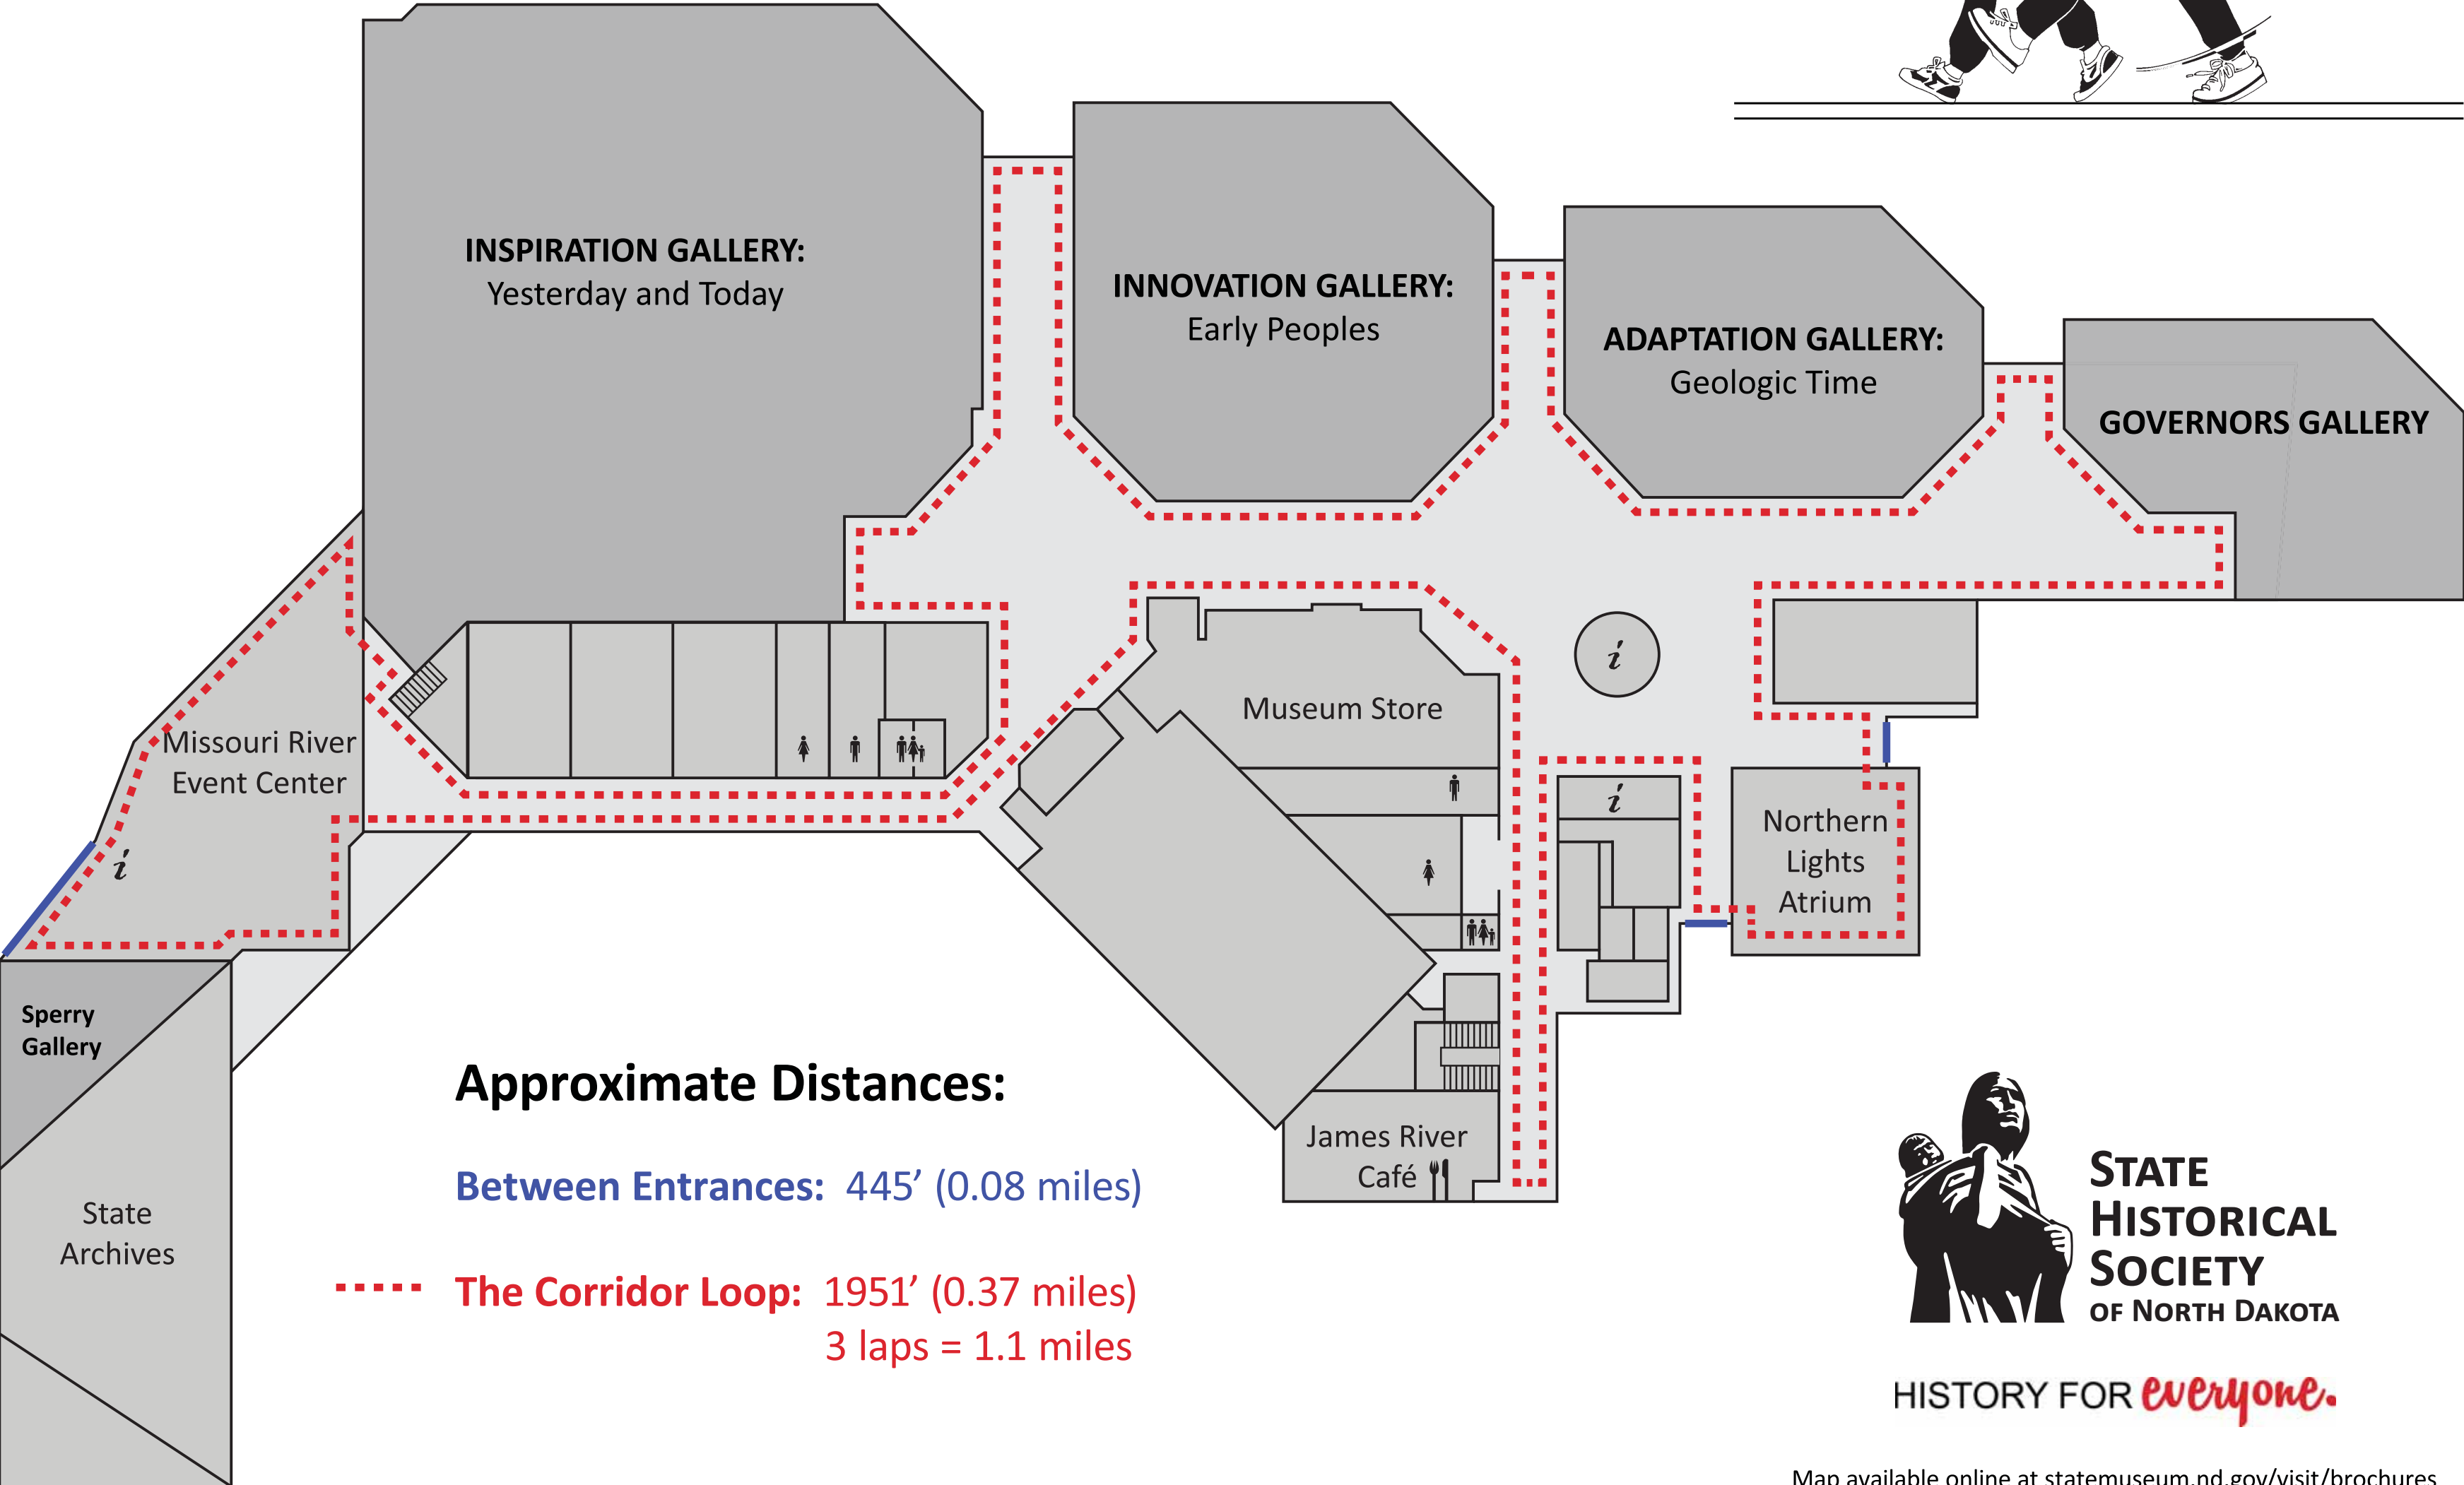 INSPIRATION GALLERY:
Yesterday and Today
INNOVATION GALLERY:
Early Peoples
ADAPTATION GALLERY:
Geologic Time
GOVERNORS GALLERY
Missouri River
Event Center
i
Museum Store
i
i
Northern
Lights
Atrium
Sperry
Gallery
State
Archives
James River
Café
Approximate Distances:
Between Entrances: 445’ (0.08 miles)
The Corridor Loop: 1951’ (0.37 miles)
3 laps = 1.1 miles
STATE
HISTORICAL
SOCIETY
OF NORTH DAKOTA
HISTORY FOR everyone.
Map available online at statemuseum.nd.gov/visit/brochures